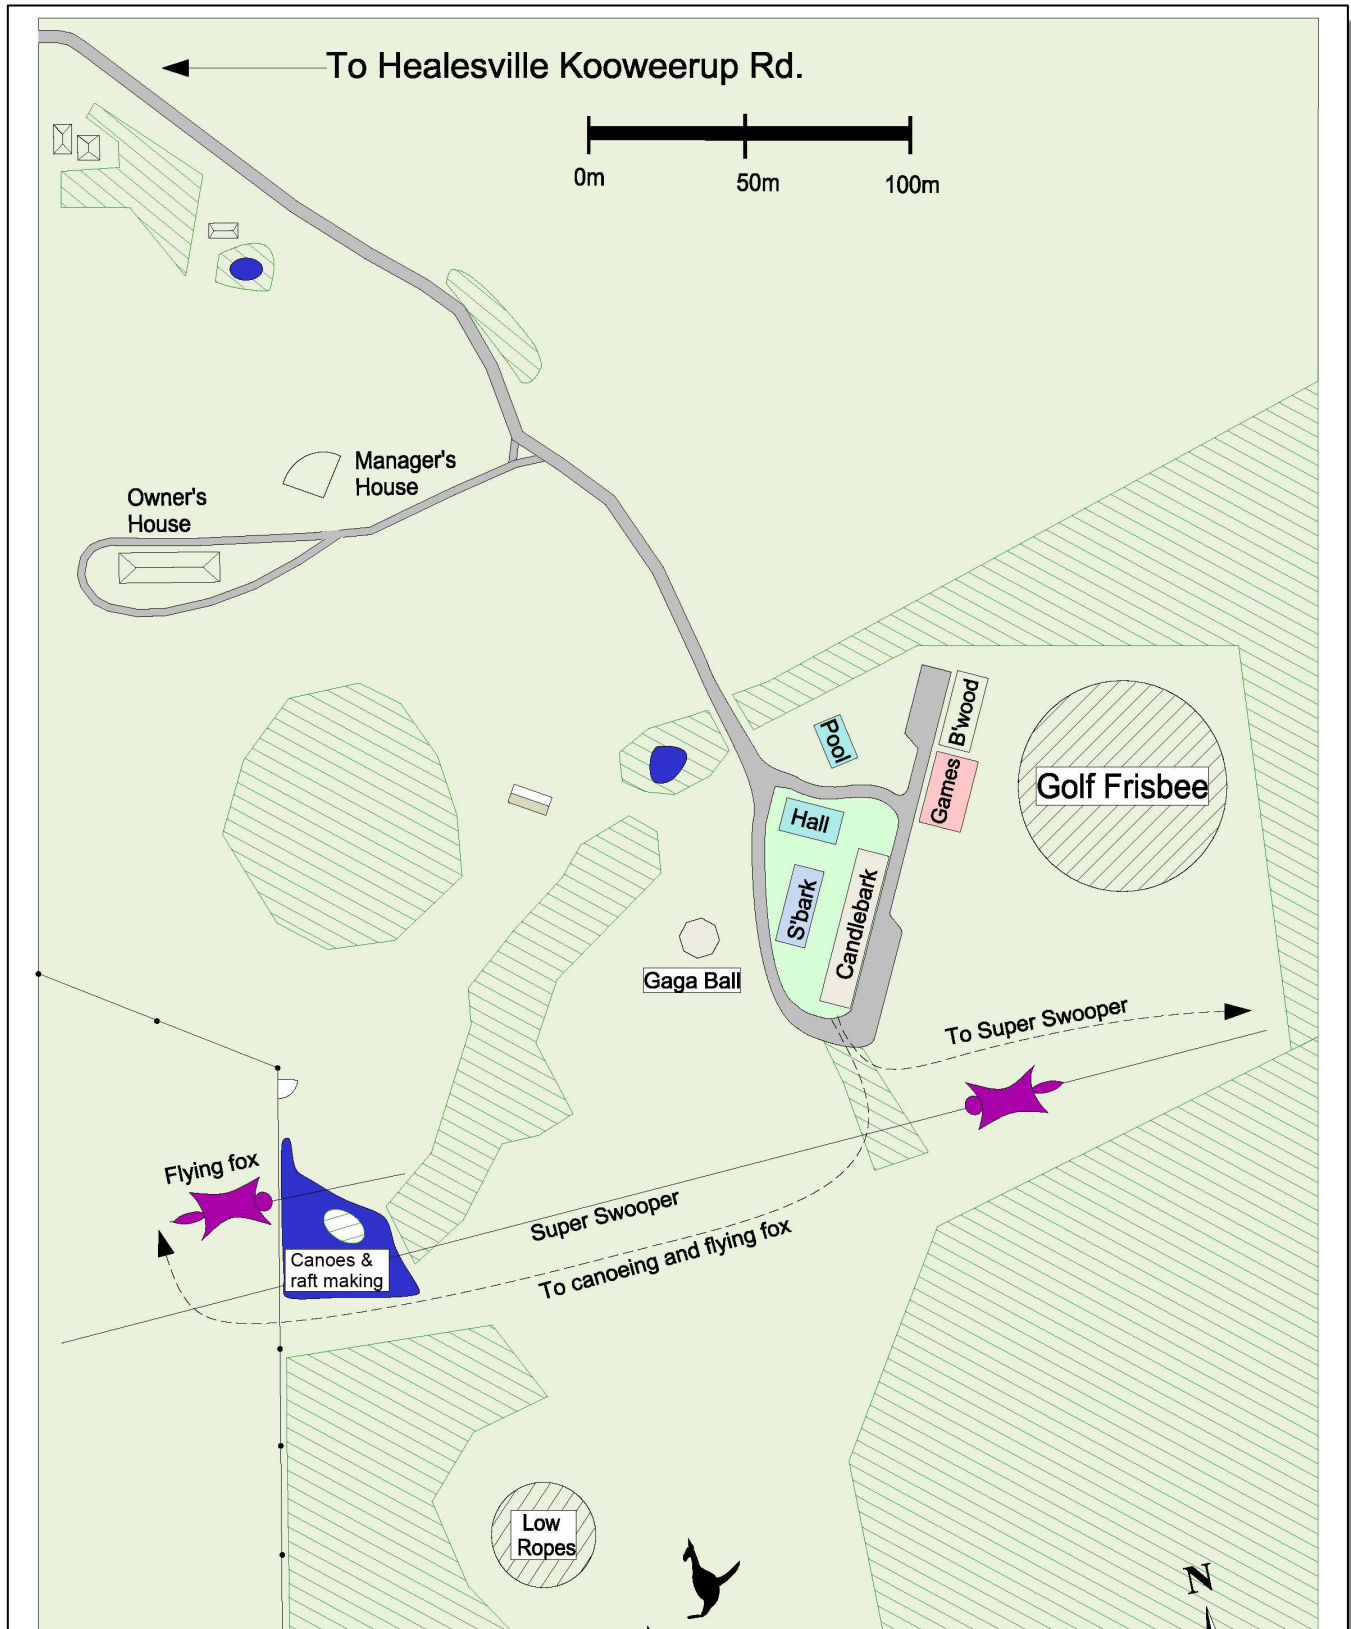 To Healesville Kooweerup Rd.
0m
50m
100m
Manager's
House
Owner's
House
Pool
B'wood
Games
Golf Frisbee
Hall
S'bark
Candlebark
Gaga Ball
To Super Swooper
Flying fox
Super Swooper
To canoeing and flying fox
Canoes &
raft making
Low
Ropes
N